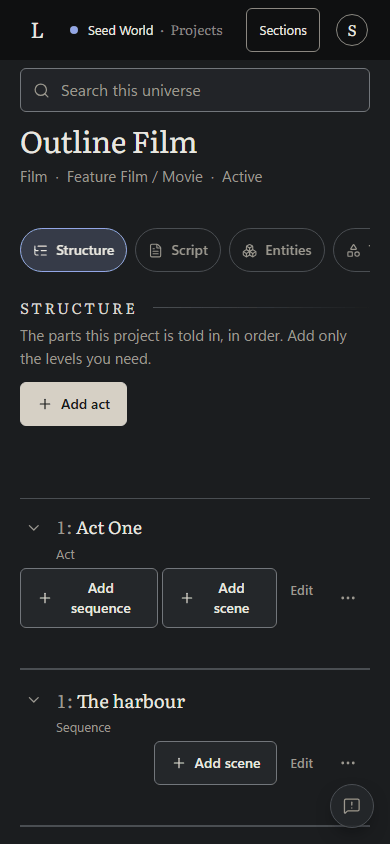 L
Seed World · Projects
Sections
S
Search this universe
Outline Film
Film · Feature Film / Movie · Active
Structure
Script
Entities
STRUCTURE
The parts this project is told in, in order. Add only
the levels you need.
Add act
1: Act One
Act
Add
sequence
Add
scene
Edit
1: The harbour
Sequence
Add scene
Edit